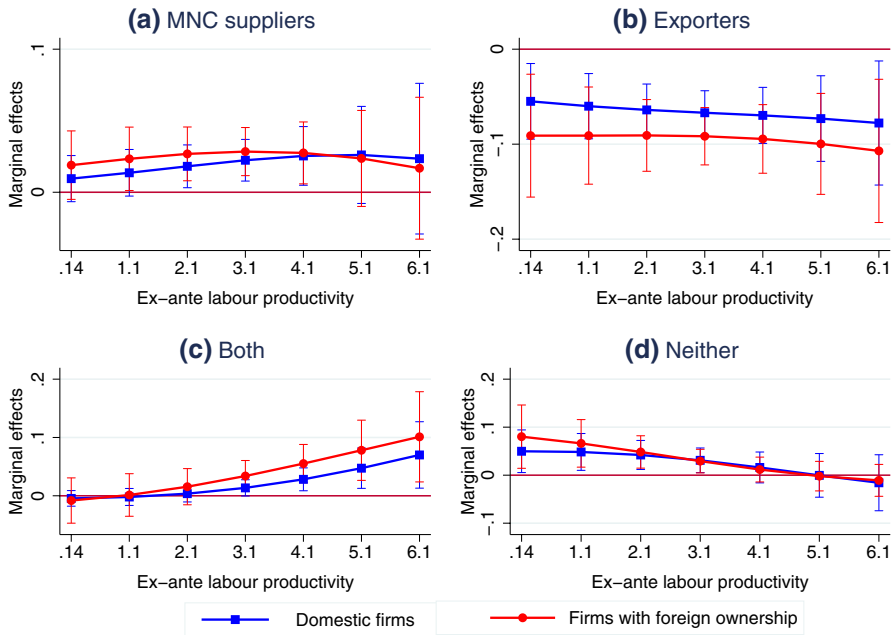 (a) MNC suppliers
Marginal effects
.1
0
.14 1.1 2.1 3.1 4.1 5.1 6.1
Ex−ante labour productivity
(b) Exporters
Marginal effects
0
−.1
−.2
.14 1.1 2.1 3.1 4.1 5.1 6.1
Ex−ante labour productivity
(c) Both
Marginal effects
.2
.1
0
.14 1.1 2.1 3.1 4.1 5.1 6.1
Ex−ante labour productivity
(d) Neither
Marginal effects
.2
.1
0
−.1
.14 1.1 2.1 3.1 4.1 5.1 6.1
Ex−ante labour productivity
Domestic firms
Firms with foreign ownership